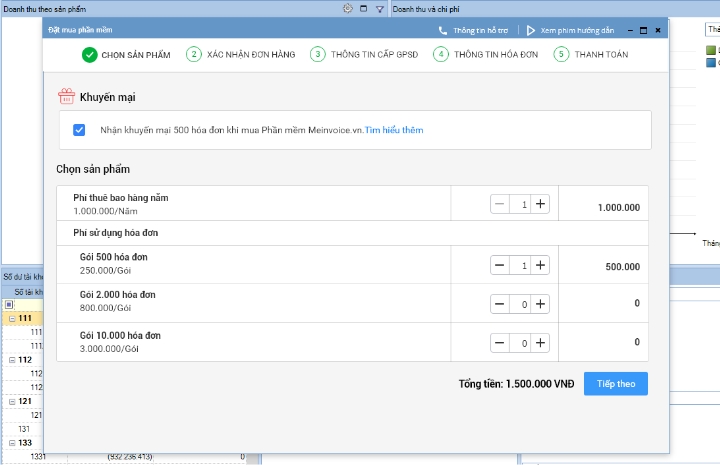 Doanh thu theo sản phẩm
Doanh thu và chi phí
Đặt mua phần mềm
Thông tin hỗ trợ
Xem phim hướng dẫn
CHỌN SẢN PHẨM
2 XÁC NHẬN ĐƠN HÀNG
3 THÔNG TIN CẤP GPSD
4 THÔNG TIN HÓA ĐƠN
5 THANH TOÁN
Khuyến mại
Nhận khuyến mại 500 hóa đơn khi mua Phần mềm Meinvoice.vn.Tìm hiểu thêm
Chọn sản phẩm
Phí thuê bao hàng năm
1.000.000/Năm
1
1.000.000
Phí sử dụng hóa đơn
Gói 500 hóa đơn
250.000/Gói
1
500.000
Gói 2.000 hóa đơn
800.000/Gói
0
0
Gói 10.000 hóa đơn
3.000.000/Gói
0
0
Tổng tiền: 1.500.000 VNĐ
Tiếp theo
Số dư tài kh
Số tài kh
111
111
111
112
112
112
121
121
131
133
1331 (932.236.413) 0
Thá
Tháng